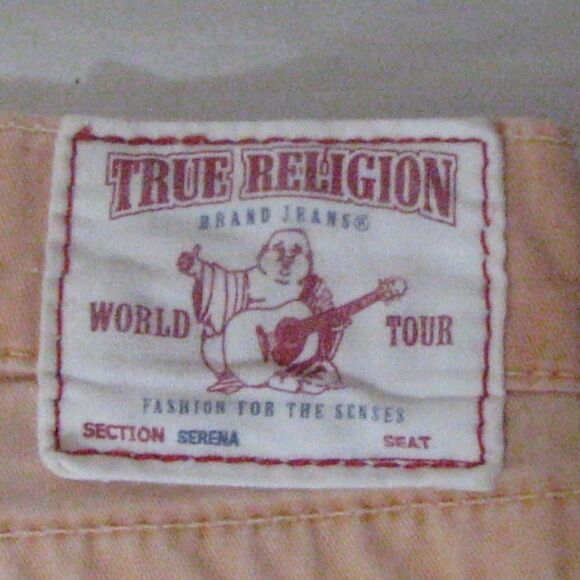 TRUE RELIGION
BRAND JEANS®
WORLD TOUR
FASHION FOR THE SENSES
SECTION SERENA SEAT